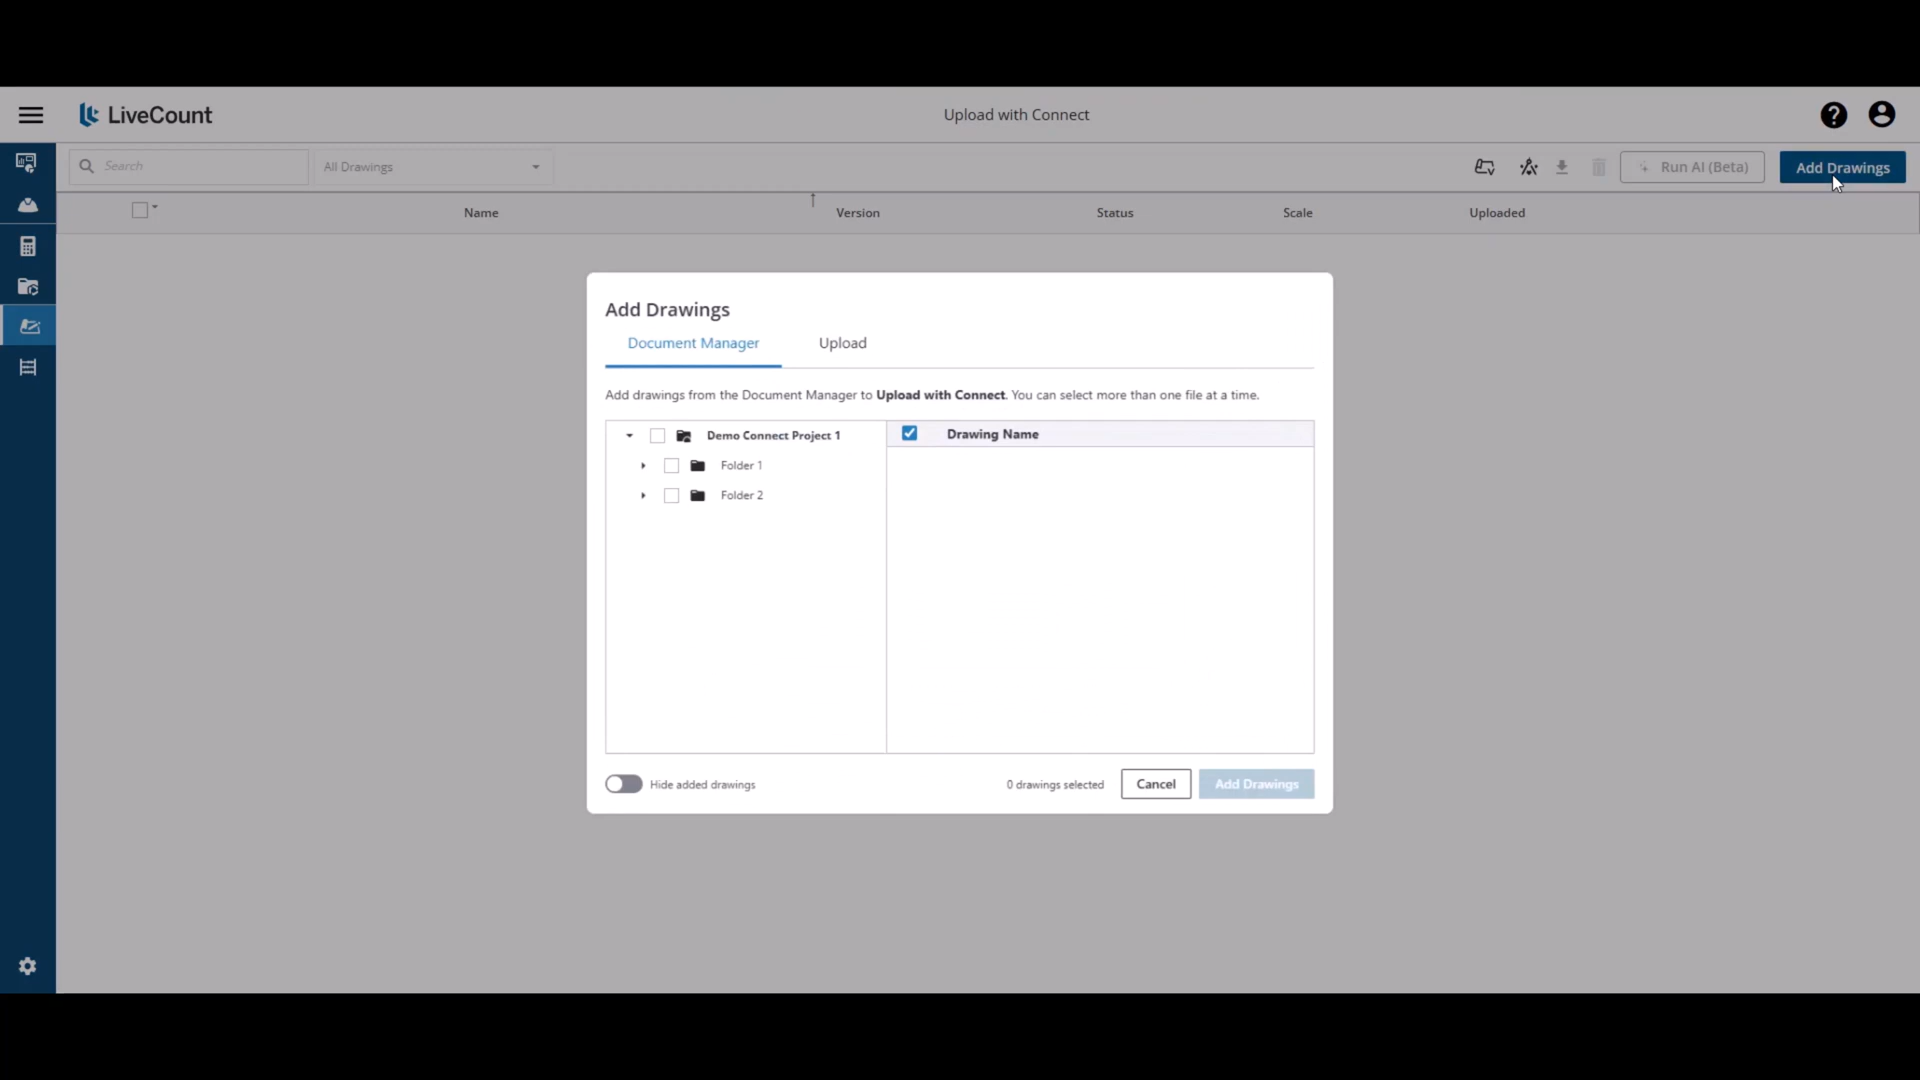 LiveCount
Upload with Connect
Search
All Drawings
Run AI (Beta)
Add Drawings
Name
Version
Status
Scale
Uploaded
Add Drawings
Document Manager
Upload
Add drawings from the Document Manager to Upload with Connect. You can select more than one file at a time.
Demo Connect Project 1
Drawing Name
Folder 1
Folder 2
Hide added drawings
0 drawings selected
Cancel
Add Drawings